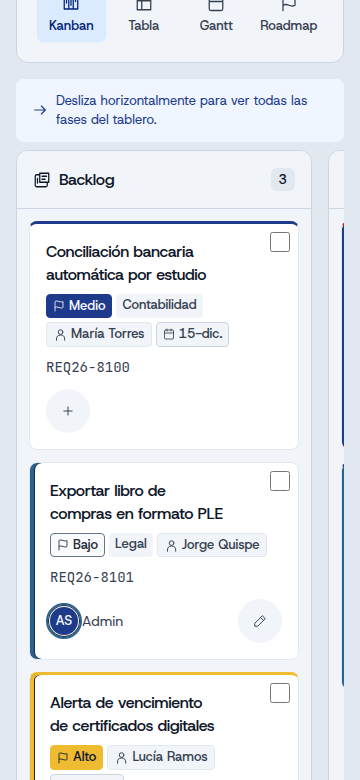 Kanban
Tabla
Gantt
Roadmap
Desliza horizontalmente para ver todas las
fases del tablero.
Backlog
3
Conciliación bancaria
automática por estudio
Medio
Contabilidad
María Torres
15–dic.
REQ26-8100
Exportar libro de
compras en formato PLE
Bajo
Legal
Jorge Quispe
REQ26-8101
AS
Admin
Alerta de vencimiento
de certificados digitales
Alto
Lucía Ramos